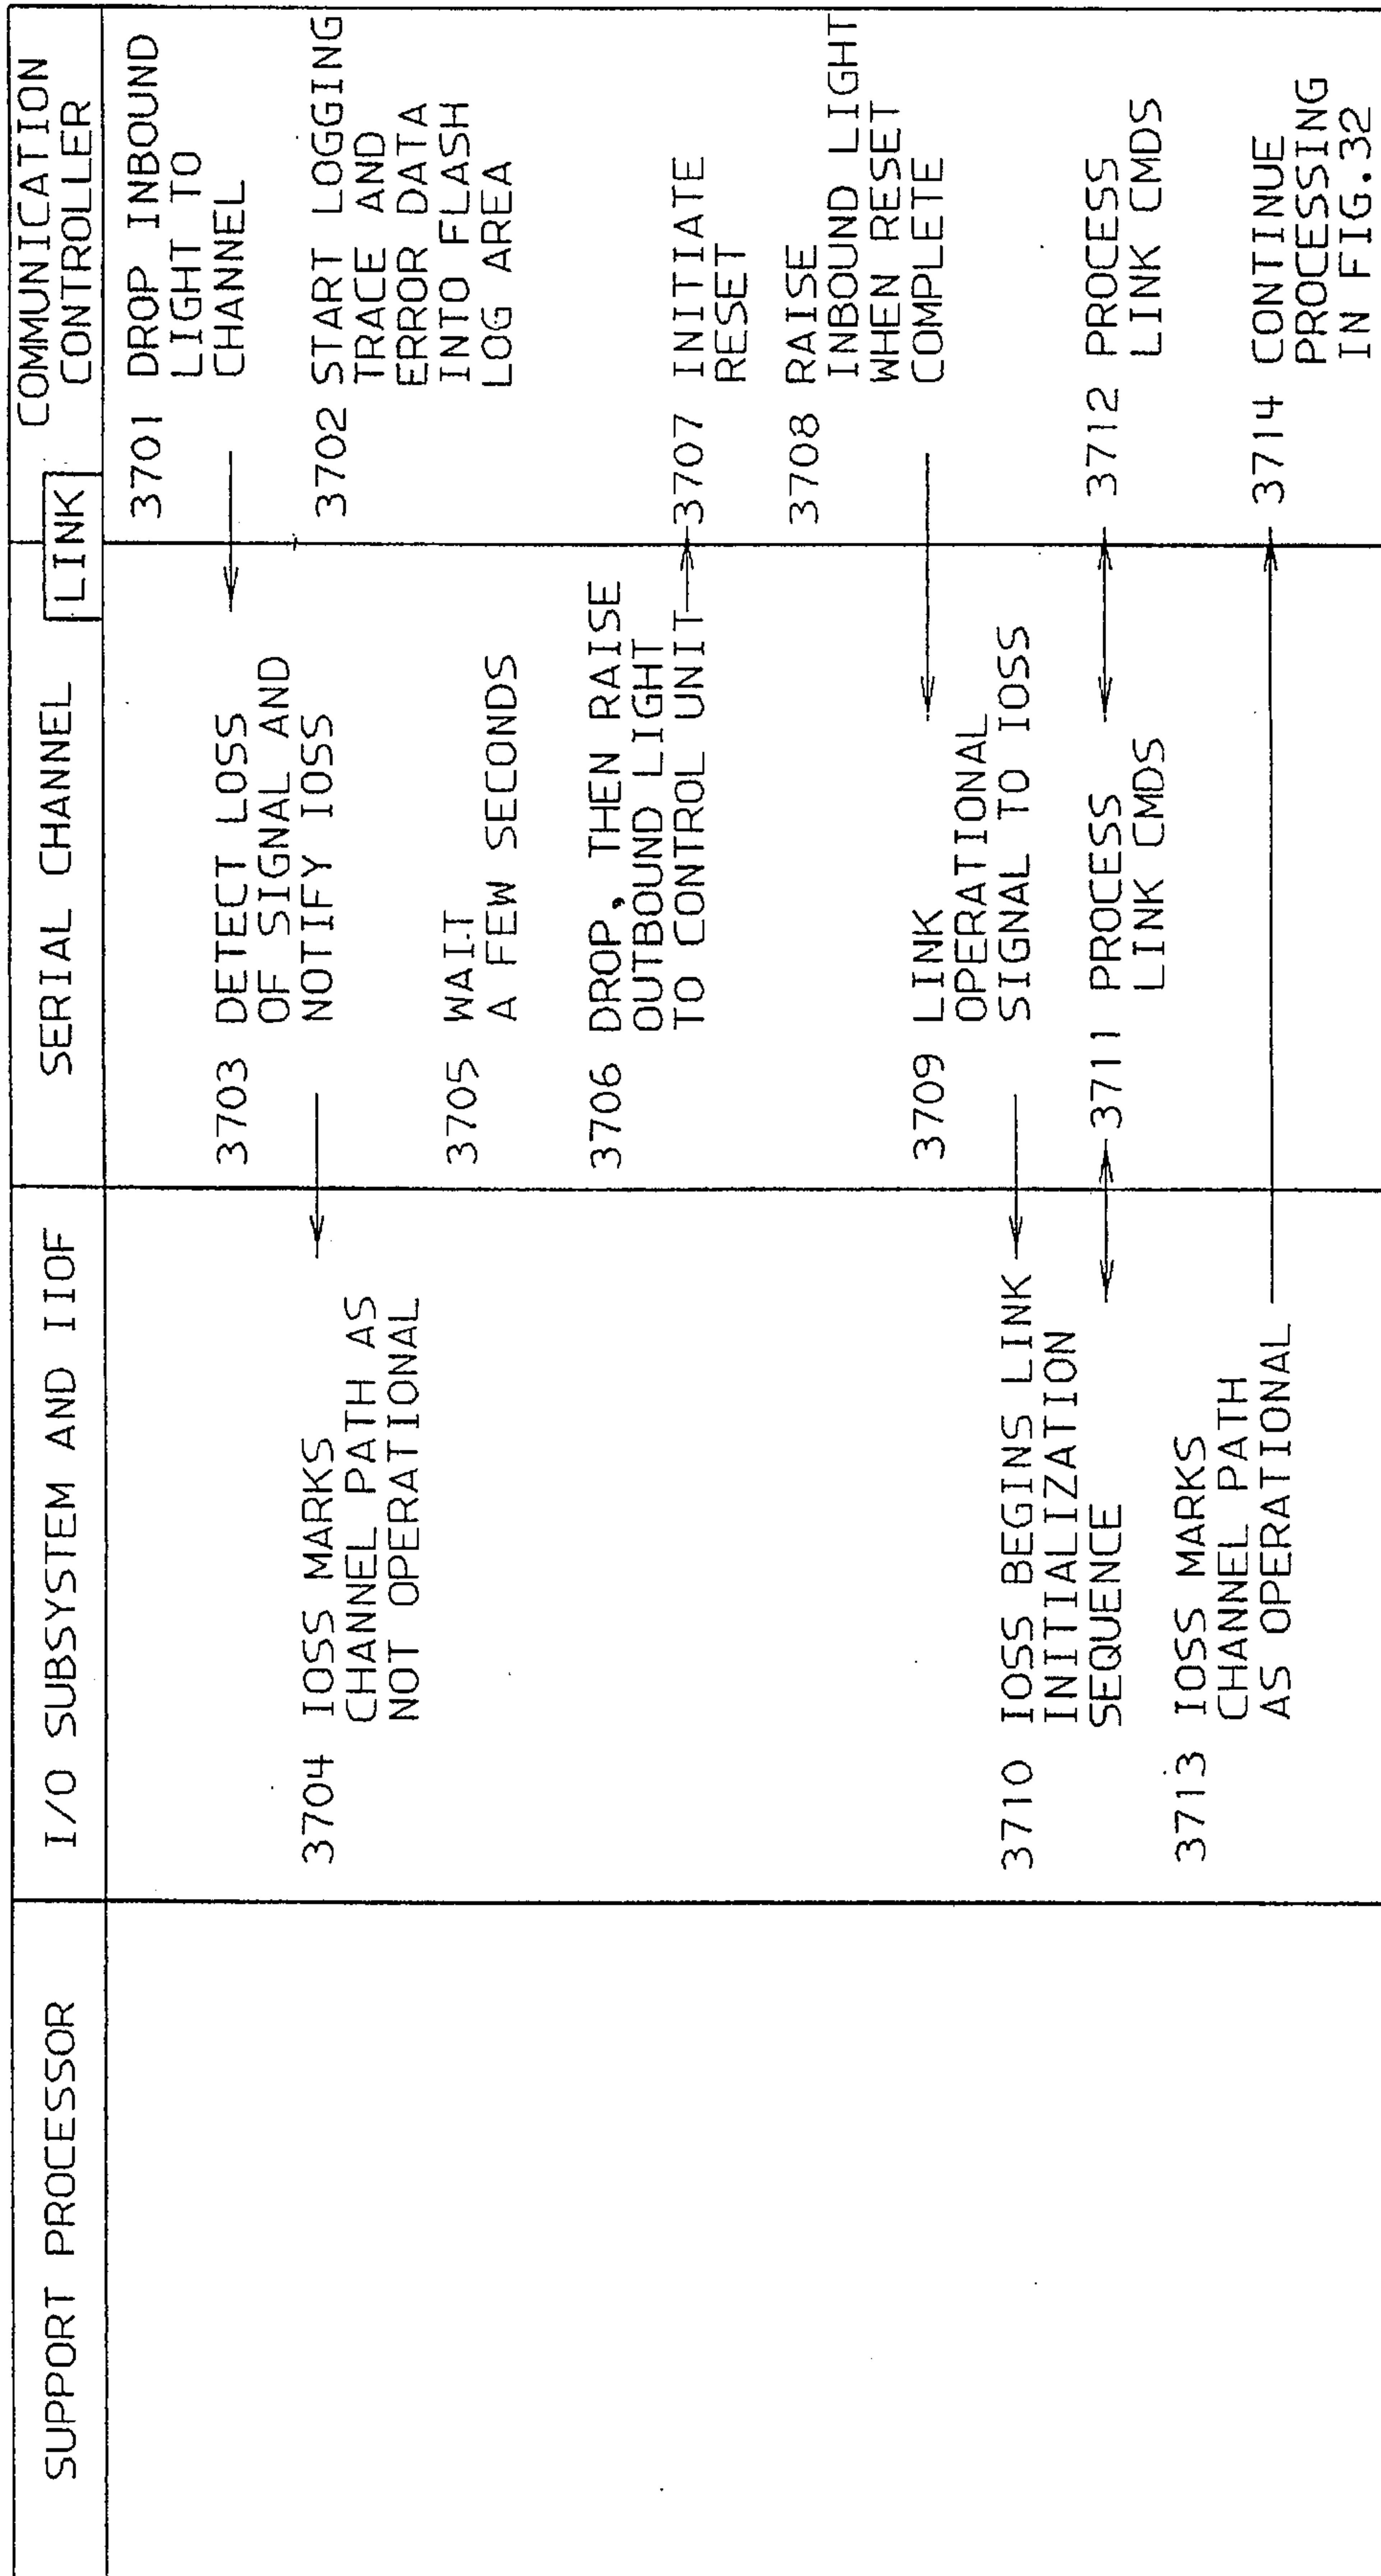 SUPPORT PROCESSOR
I/O SUBSYSTEM AND IIOF
SERIAL CHANNEL
LINK
COMMUNICATION
CONTROLLER
3701 DROP INBOUND
LIGHT TO
CHANNEL
3702 START LOGGING
TRACE AND
ERROR DATA
INTO FLASH
LOG AREA
3703 DETECT LOSS
OF SIGNAL AND
NOTIFY IOSS
3704 IOSS MARKS
CHANNEL PATH AS
NOT OPERATIONAL
3705 WAIT
A FEW SECONDS
3706 DROP, THEN RAISE
OUTBOUND LIGHT
TO CONTROL UNIT
3707 INITIATE
RESET
3708 RAISE
INBOUND LIGHT
WHEN RESET
COMPLETE
3709 LINK
OPERATIONAL
SIGNAL TO IOSS
3710 IOSS BEGINS LINK
INITIALIZATION
SEQUENCE
3711 PROCESS
LINK CMDS
3712 PROCESS
LINK CMDS
3713 IOSS MARKS
CHANNEL PATH
AS OPERATIONAL
3714 CONTINUE
PROCESSING
IN FIG.32